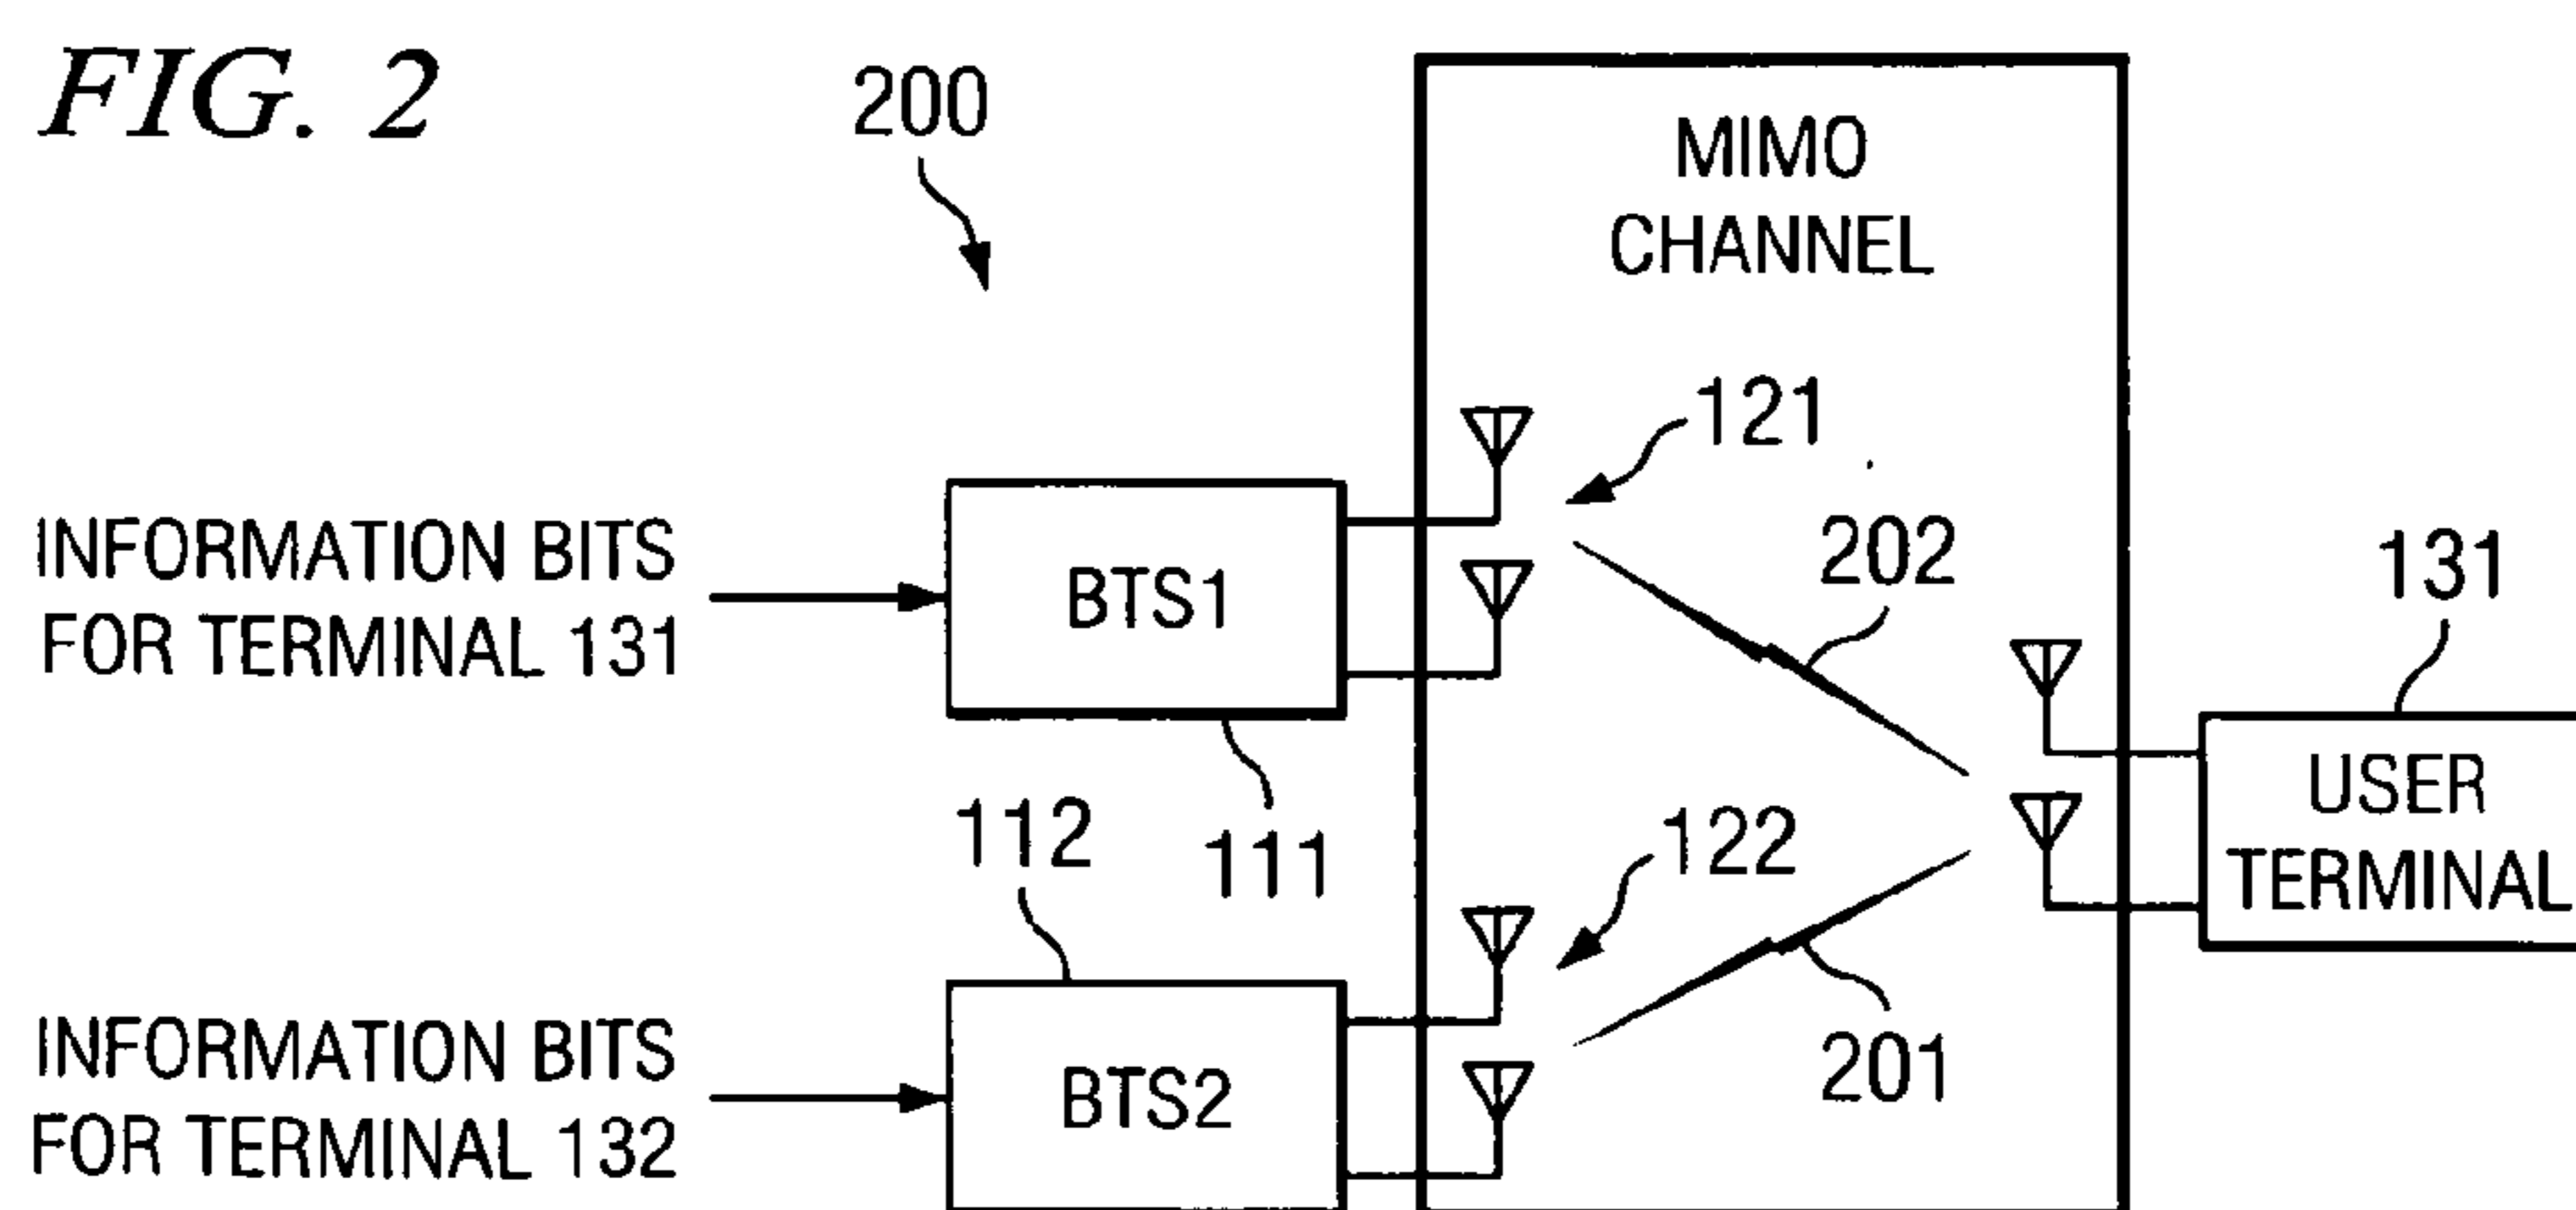 FIG. 2
200
MIMO
CHANNEL
121
INFORMATION BITS
FOR TERMINAL 131
BTS1
202
131
112
111
122
USER
TERMINAL
INFORMATION BITS
FOR TERMINAL 132
BTS2
201